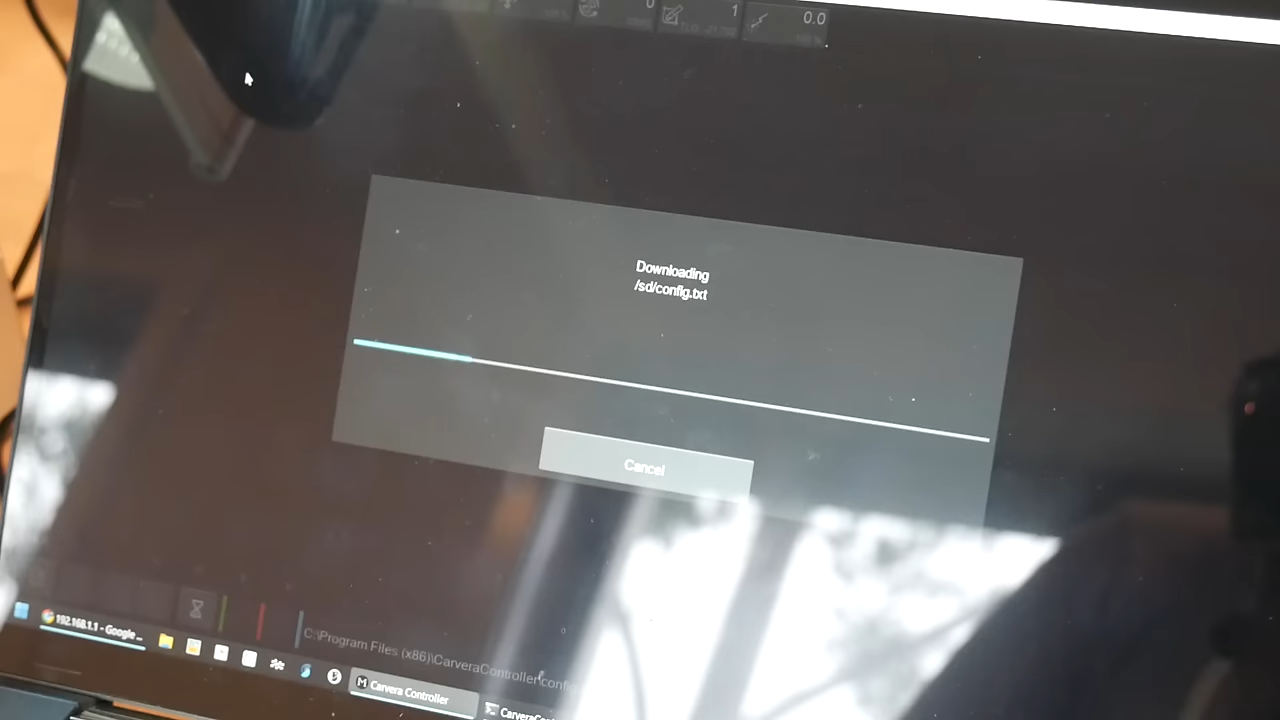 0
1
0.0
Downloading
/sd/config.txt
Cancel
C:\Program Files (x86)\CarveraController\config
192.168.1.1 - Google ...
Carvera Controller